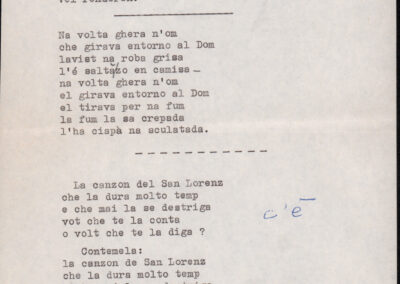 Na volta ghera n'om
che girava entorno al Dom
lavist na roba grisa
l'é saltazo en camisa
na volta ghera n'om
el girava entorno al Dom
el tirava per na fum
la fum la sa crepada
l'ha cispà na sculatada.
La canzon del San Lorenz
che la dura molto temp
e che mai la se destriga
vot che te la conta
o volt che te la diga ?
c'è
Contemela:
la canzon de San Lorenz
che la dura molto temp